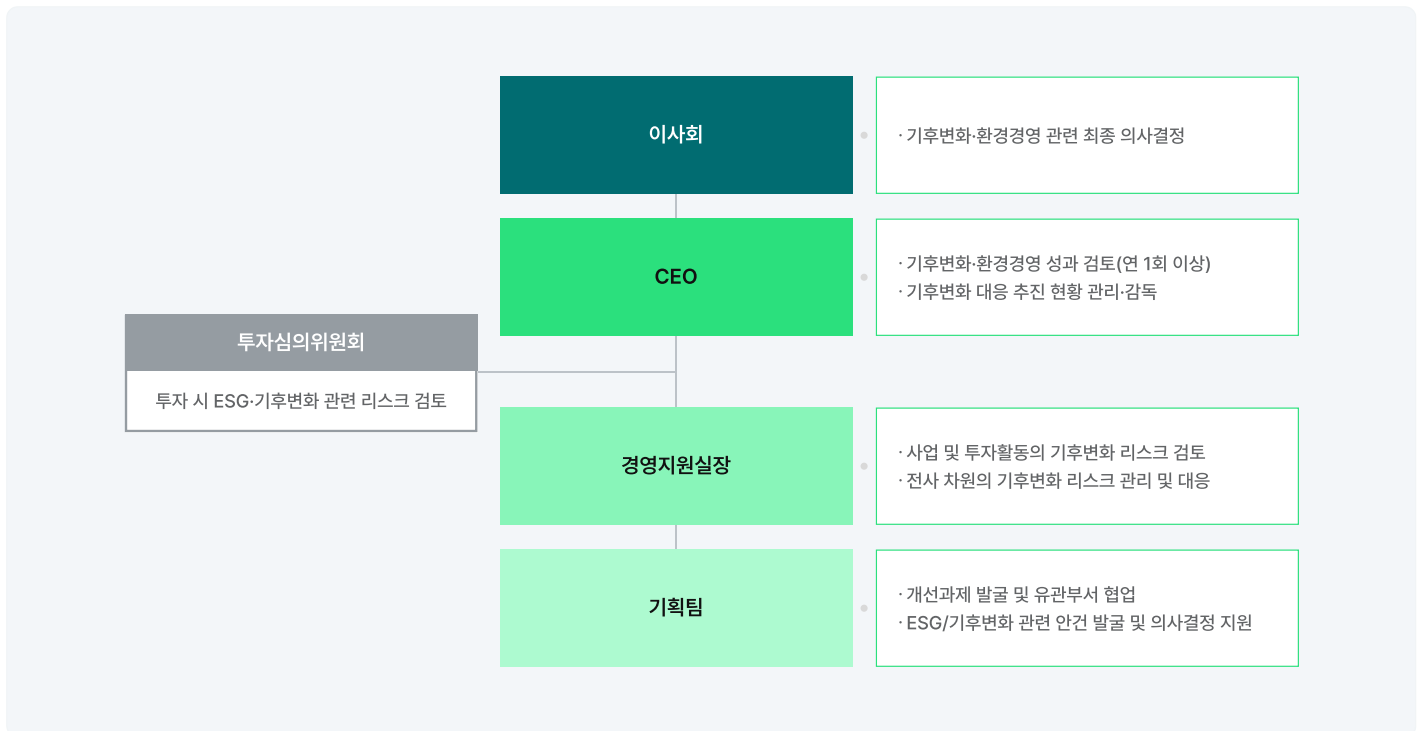 이사회
· 기후변화·환경경영 관련 최종 의사결정
CEO
· 기후변화·환경경영 성과 검토(연 1회 이상)
· 기후변화 대응 추진 현황 관리·감독
투자심의위원회
투자 시 ESG·기후변화 관련 리스크 검토
경영지원실장
· 사업 및 투자활동의 기후변화 리스크 검토
· 전사 차원의 기후변화 리스크 관리 및 대응
기획팀
· 개선과제 발굴 및 유관부서 협업
· ESG/기후변화 관련 안건 발굴 및 의사결정 지원